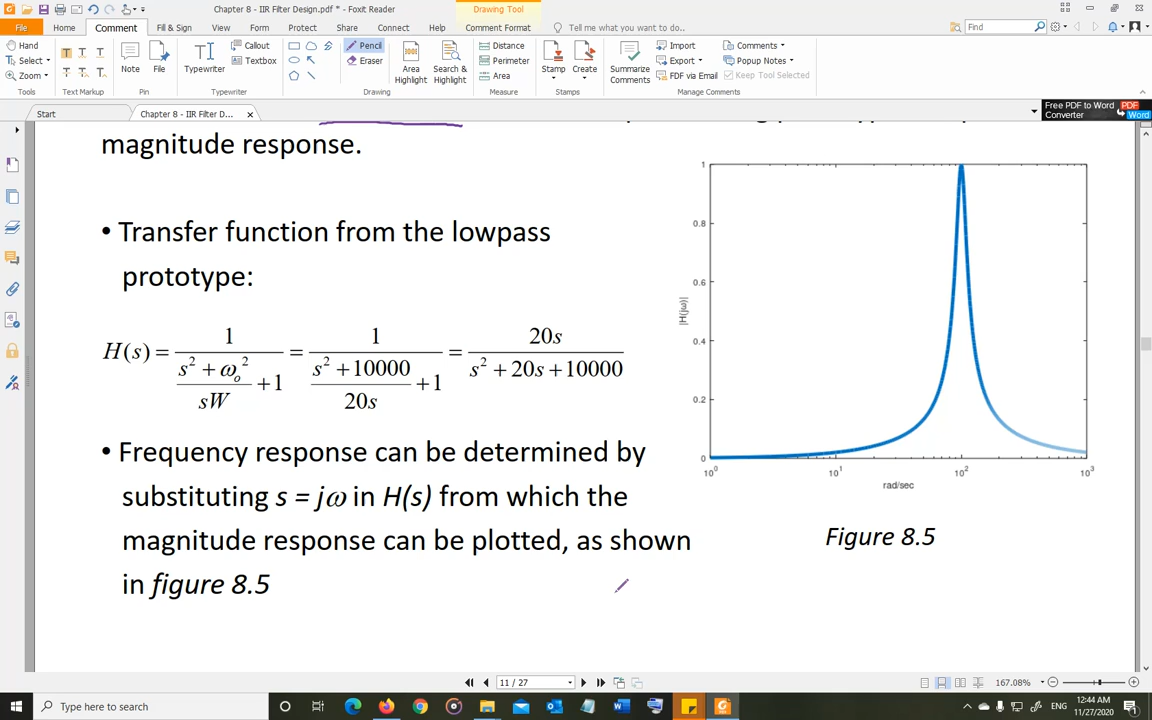 Chapter 8 - IIR Filter Design.pdf * - Foxit Reader
Drawing Tool
File Home Comment Fill & Sign View Form Protect Share Connect Help Comment Format Tell me what you want to do... Find
Hand
Select
Zoom
Tools
T T T
T T T
Text Markup
Note
File
Pin
Typewriter
Callout
Textbox
Typewriter
Pencil
Eraser
Area
Highlight
Search &
Highlight
Drawing
Distance
Perimeter
Area
Measure
Stamp
Create
Stamps
Summarize
Comments
Import
Export
FDF via Email
Comments
Popup Notes
Keep Tool Selected
Manage Comments
Start
Chapter 8 - IIR Filter D...
Free PDF to Word
Converter
PDF
Word
magnitude response.
• Transfer function from the lowpass
prototype:
H(s) = 1 / ((s² + ω₀²)/(sW) + 1) = 1 / ((s² + 10000)/(20s) + 1) = 20s / (s² + 20s + 10000)
• Frequency response can be determined by
substituting s = jω in H(s) from which the
magnitude response can be plotted, as shown
in figure 8.5
1
0.8
0.6
0.4
0.2
0
|H(jω)|
10⁰ 10¹ 10² 10³
rad/sec
Figure 8.5
11 / 27
167.08%
Type here to search
ENG
12:44 AM
11/27/2020